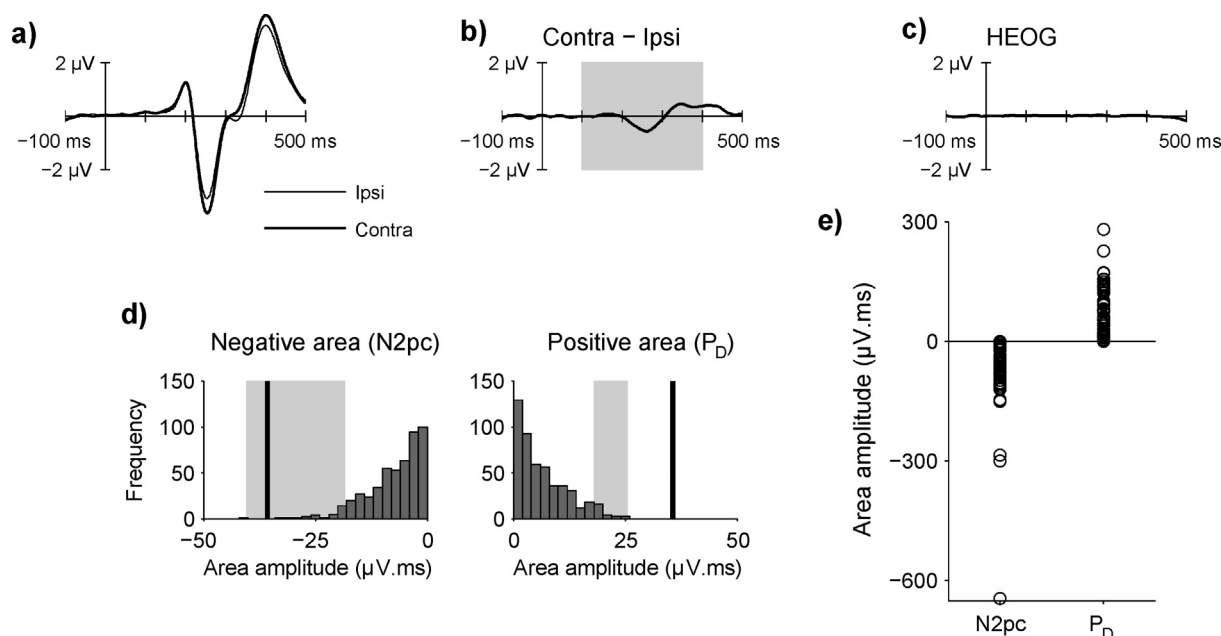 a)
2 µV
−100 ms
500 ms
−2 µV
Ipsi
Contra
b)
Contra − Ipsi
2 µV
−100 ms
500 ms
−2 µV
c)
HEOG
2 µV
−100 ms
500 ms
−2 µV
d)
Negative area (N2pc)
150
100
50
0
Frequency
−50
−25
0
Area amplitude (µV.ms)
Positive area (P_D)
150
100
50
0
0
25
50
Area amplitude (µV.ms)
e)
300
0
−300
−600
Area amplitude (µV.ms)
N2pc
P_D